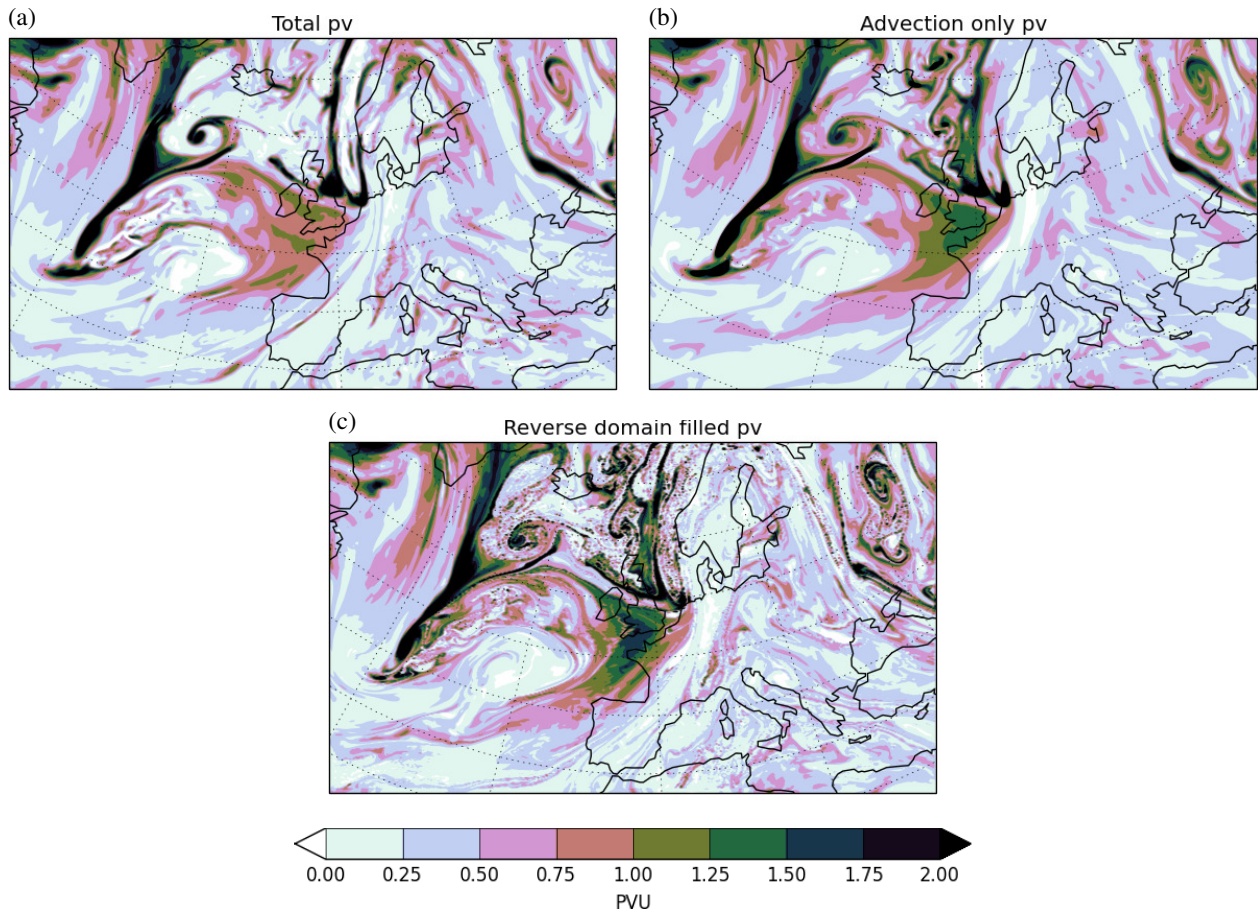 (a) Total pv
(b) Advection only pv
(c) Reverse domain filled pv
0.00 0.25 0.50 0.75 1.00 1.25 1.50 1.75 2.00
PVU